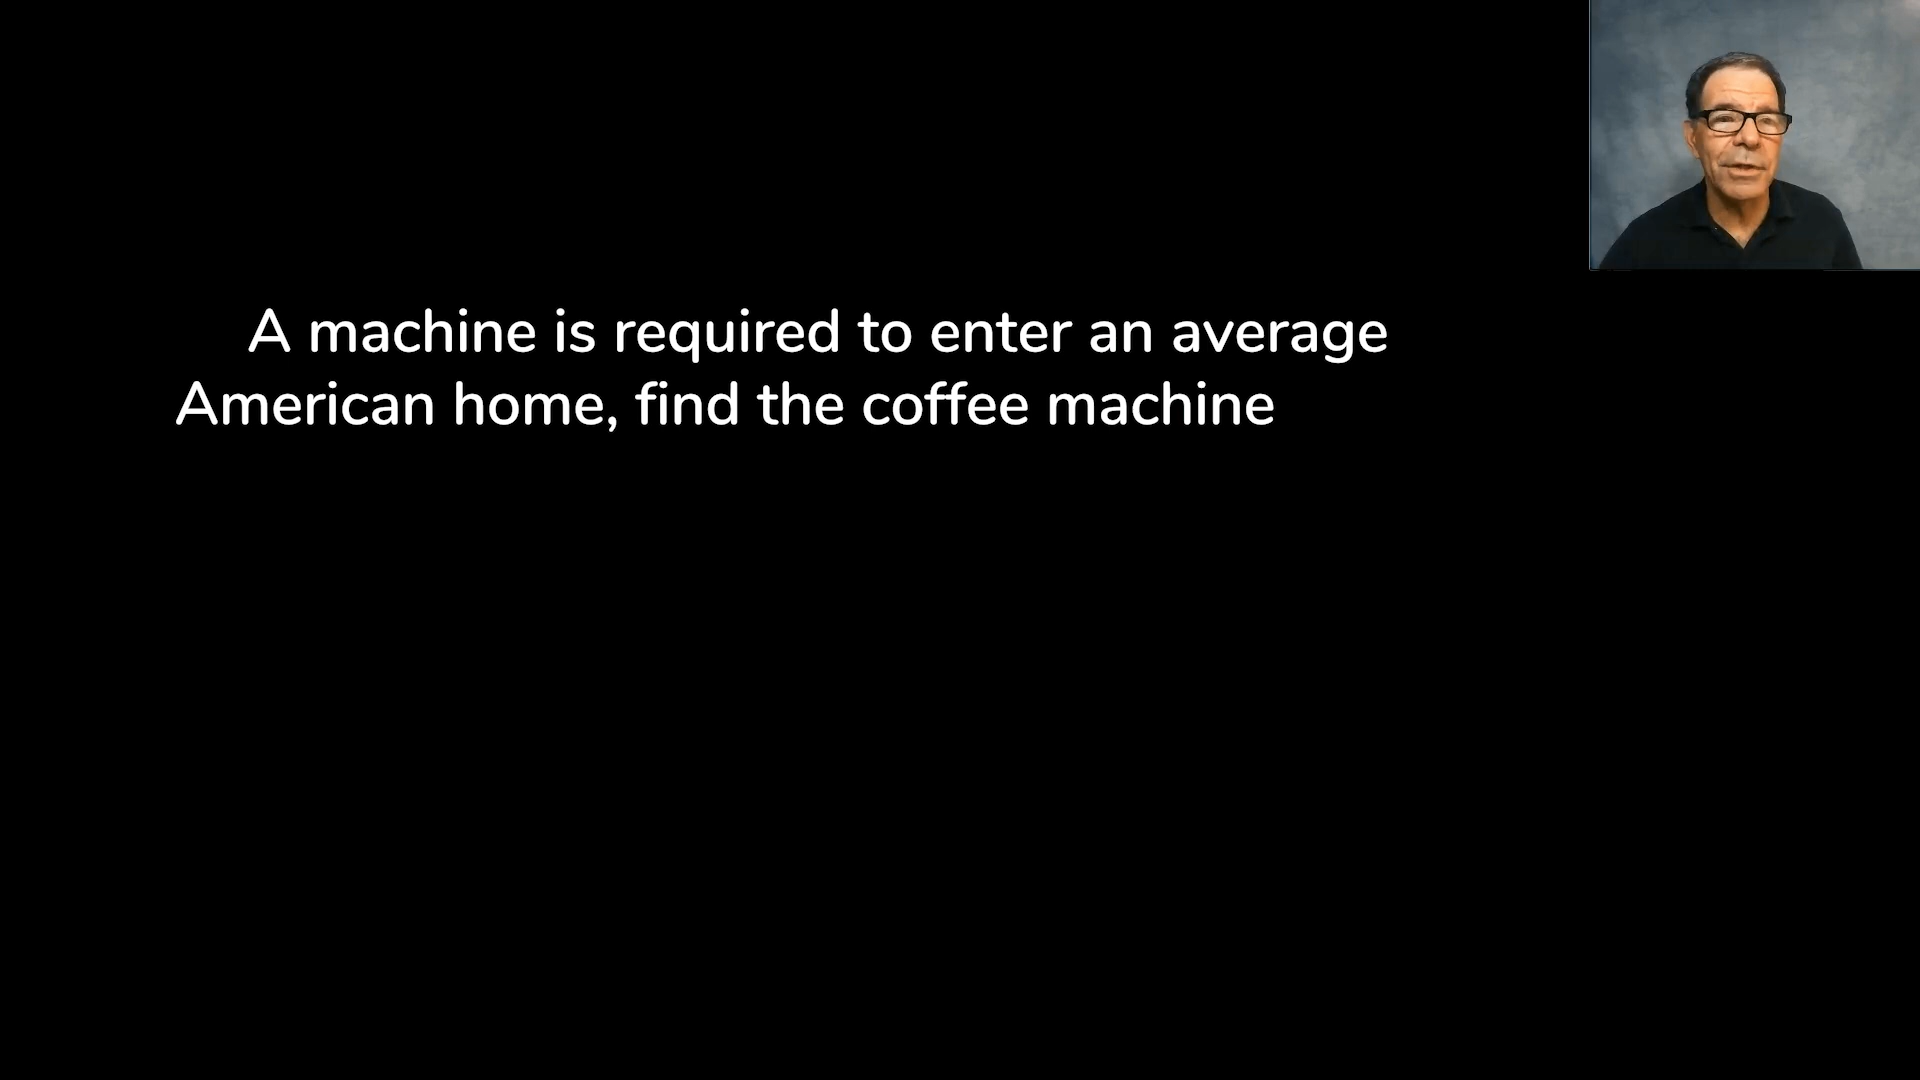 A machine is required to enter an average
American home, find the coffee machine